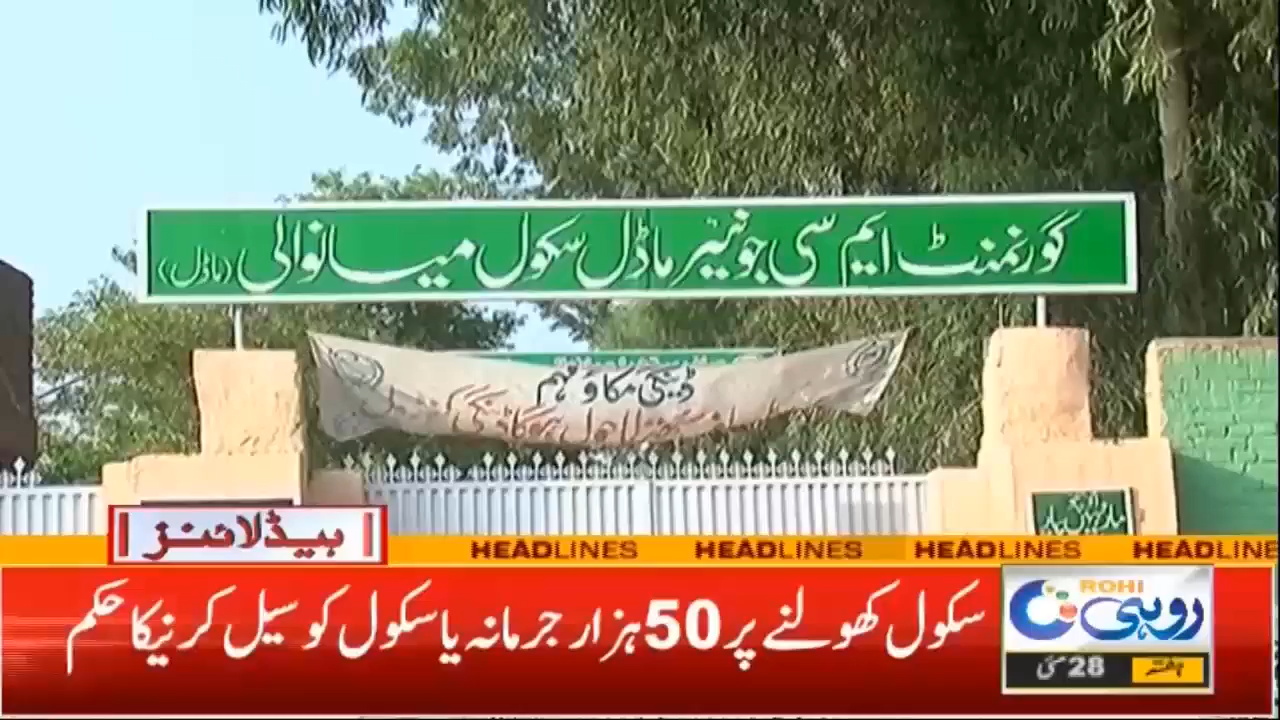 گورنمنٹ ایم سی جونئیر ماڈل سکول میانوالی (ماڈل)
ڈینگی مکاؤ مہم
ہیڈلائنز
HEADLINES HEADLINES HEADLINES HEADLINE
سکول کھولنے پر 50 ہزار جرمانہ یا سکول کو سیل کرنیکا حکم
ROHI
روہی
28 مئی